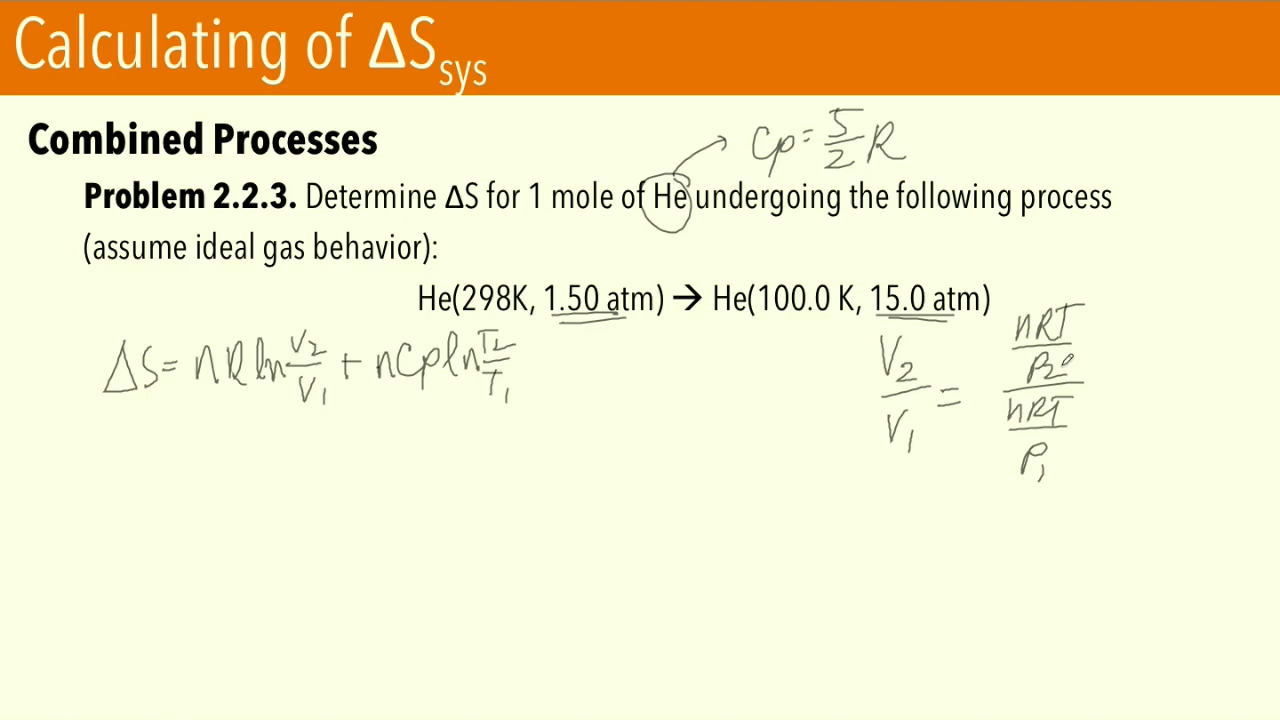 Calculating of ΔSsys
Combined Processes
Cp = 5/2 R
Problem 2.2.3. Determine ΔS for 1 mole of He undergoing the following process
(assume ideal gas behavior):
He(298K, 1.50 atm) → He(100.0 K, 15.0 atm)
ΔS = nR ln V2/V1 + nCp ln T2/T1
V2/V1 = nRT/P2 / nRT/P1